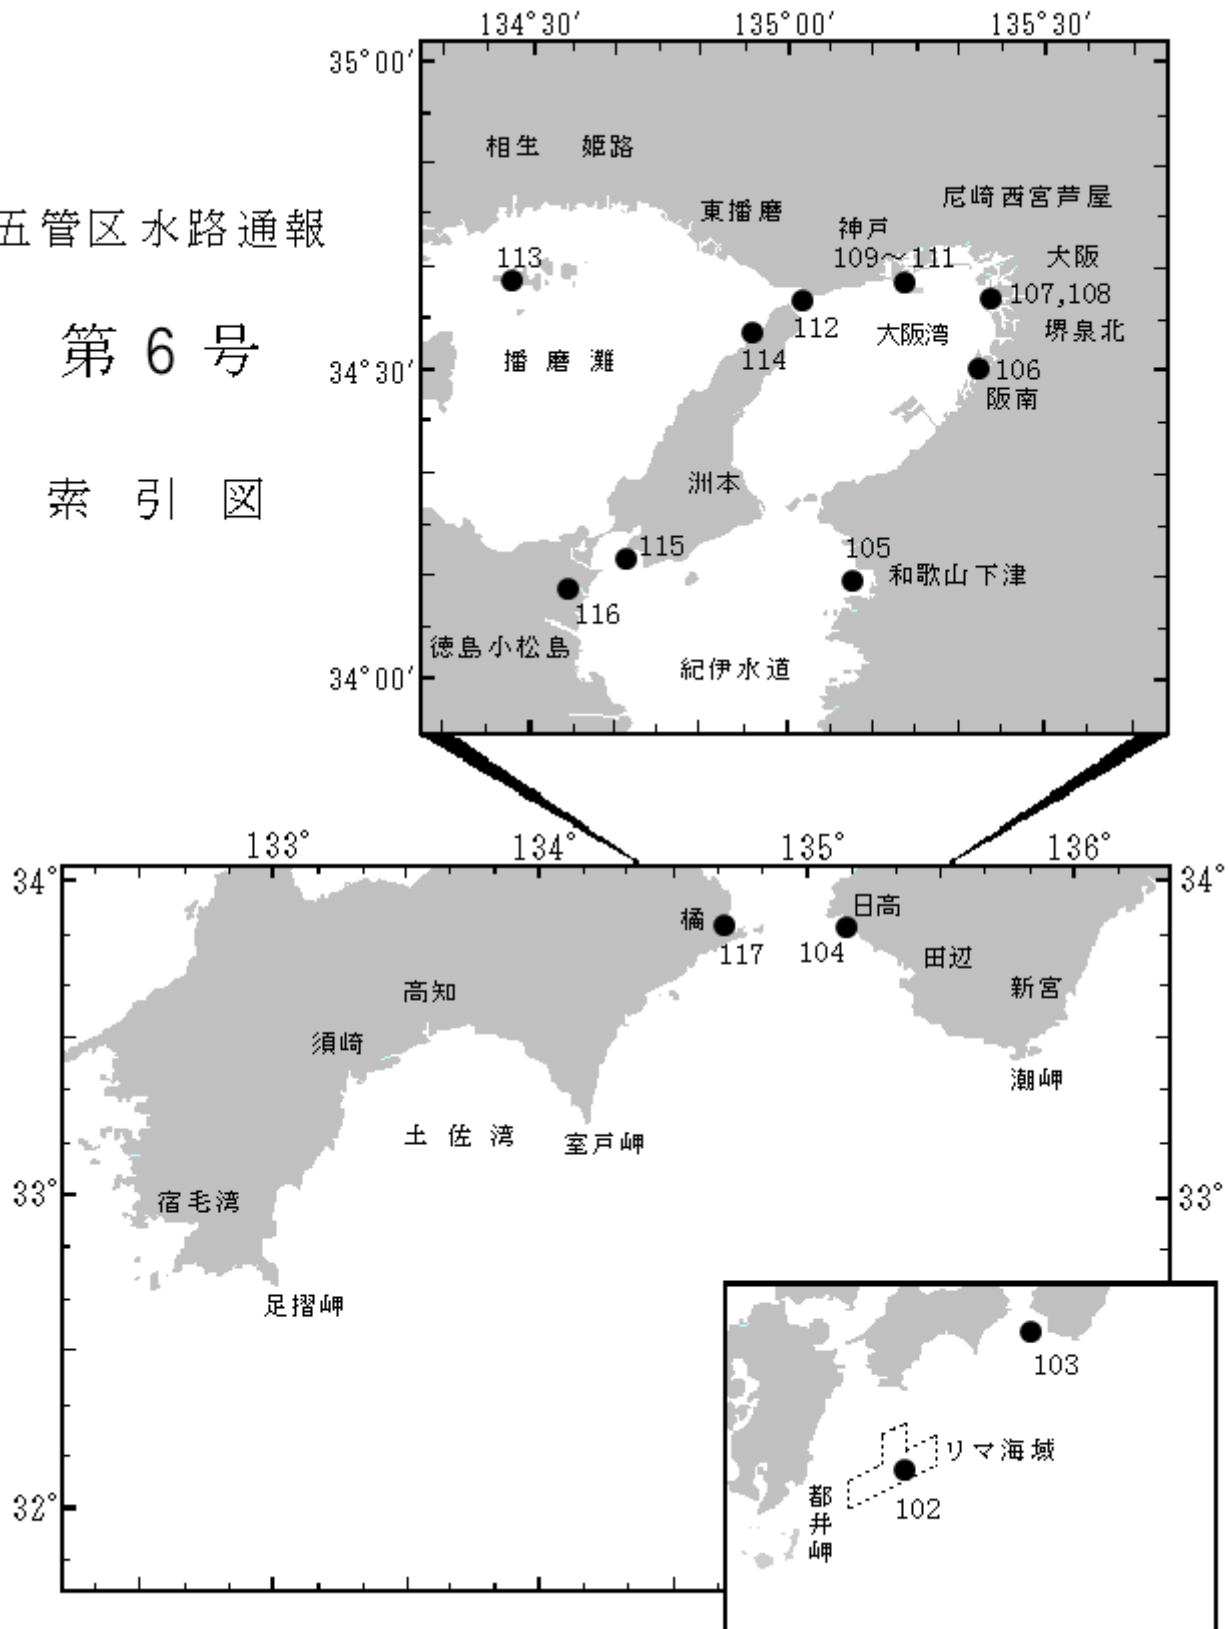 五管区水路通報
第 6 号
索 引 図
134°30′ 135°00′ 135°30′
35°00′
34°30′
34°00′
相生 姫路
東播磨
尼崎西宮芦屋
神戸
109～111
大阪
107,108
堺泉北
113
112
大阪湾
114
播 磨 灘
106
阪南
洲本
115
105
和歌山下津
116
徳島小松島
紀伊水道
133° 134° 135° 136°
34° 34°
橘
117
日高
104
田辺
新宮
高知
須崎
潮岬
土 佐 湾
室戸岬
33° 33°
宿毛湾
足摺岬
32°
103
リマ海域
102
都井岬